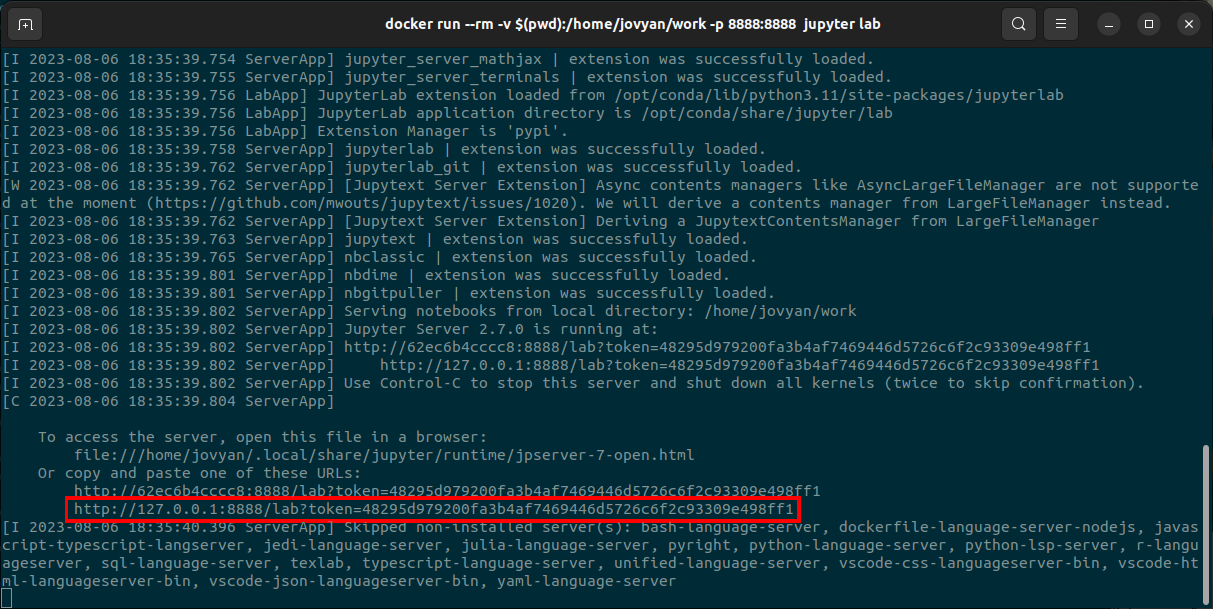 docker run --rm -v $(pwd):/home/jovyan/work -p 8888:8888 jupyter lab
[I 2023-08-06 18:35:39.754 ServerApp] jupyter_server_mathjax | extension was successfully loaded.
[I 2023-08-06 18:35:39.755 ServerApp] jupyter_server_terminals | extension was successfully loaded.
[I 2023-08-06 18:35:39.756 LabApp] JupyterLab extension loaded from /opt/conda/lib/python3.11/site-packages/jupyterlab
[I 2023-08-06 18:35:39.756 LabApp] JupyterLab application directory is /opt/conda/share/jupyter/lab
[I 2023-08-06 18:35:39.756 LabApp] Extension Manager is 'pypi'.
[I 2023-08-06 18:35:39.758 ServerApp] jupyterlab | extension was successfully loaded.
[I 2023-08-06 18:35:39.762 ServerApp] jupyterlab_git | extension was successfully loaded.
[W 2023-08-06 18:35:39.762 ServerApp] [Jupytext Server Extension] Async contents managers like AsyncLargeFileManager are not supporte
d at the moment (https://github.com/mwouts/jupytext/issues/1020). We will derive a contents manager from LargeFileManager instead.
[I 2023-08-06 18:35:39.762 ServerApp] [Jupytext Server Extension] Deriving a JupytextContentsManager from LargeFileManager
[I 2023-08-06 18:35:39.763 ServerApp] jupytext | extension was successfully loaded.
[I 2023-08-06 18:35:39.765 ServerApp] nbclassic | extension was successfully loaded.
[I 2023-08-06 18:35:39.801 ServerApp] nbdime | extension was successfully loaded.
[I 2023-08-06 18:35:39.801 ServerApp] nbgitpuller | extension was successfully loaded.
[I 2023-08-06 18:35:39.802 ServerApp] Serving notebooks from local directory: /home/jovyan/work
[I 2023-08-06 18:35:39.802 ServerApp] Jupyter Server 2.7.0 is running at:
[I 2023-08-06 18:35:39.802 ServerApp] http://62ec6b4cccc8:8888/lab?token=48295d979200fa3b4af7469446d5726c6f2c93309e498ff1
[I 2023-08-06 18:35:39.802 ServerApp]     http://127.0.0.1:8888/lab?token=48295d979200fa3b4af7469446d5726c6f2c93309e498ff1
[I 2023-08-06 18:35:39.802 ServerApp] Use Control-C to stop this server and shut down all kernels (twice to skip confirmation).
[C 2023-08-06 18:35:39.804 ServerApp]
To access the server, open this file in a browser:
file:///home/jovyan/.local/share/jupyter/runtime/jpserver-7-open.html
Or copy and paste one of these URLs:
http://62ec6b4cccc8:8888/lab?token=48295d979200fa3b4af7469446d5726c6f2c93309e498ff1
http://127.0.0.1:8888/lab?token=48295d979200fa3b4af7469446d5726c6f2c93309e498ff1
[I 2023-08-06 18:35:40.396 ServerApp] Skipped non-installed server(s): bash-language-server, dockerfile-language-server-nodejs, javas
cript-typescript-langserver, jedi-language-server, julia-language-server, pyright, python-language-server, python-lsp-server, r-langu
ageserver, sql-language-server, texlab, typescript-language-server, unified-language-server, vscode-css-languageserver-bin, vscode-ht
ml-languageserver-bin, vscode-json-languageserver-bin, yaml-language-server